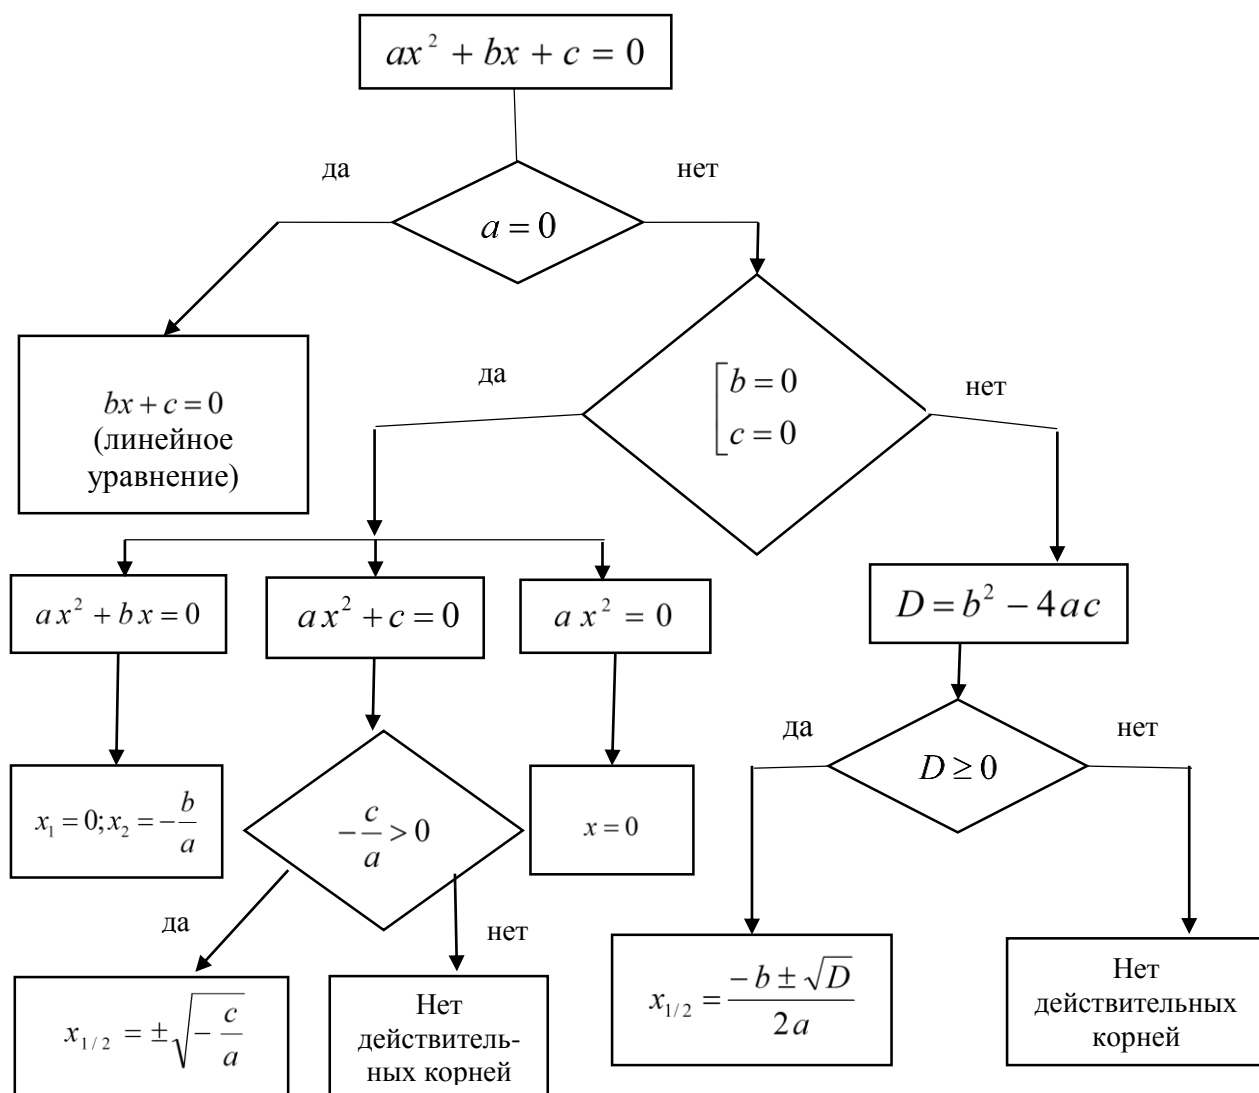 ax² + bx + c = 0
да
нет
a = 0
bx + c = 0
(линейное
уравнение)
да
b = 0
c = 0
нет
ax² + bx = 0
ax² + c = 0
ax² = 0
D = b² − 4ac
да
нет
D ≥ 0
x₁ = 0; x₂ = −b/a
−c/a > 0
x = 0
да
нет
x₁/₂ = ±√(−c/a)
Нет
действитель-
ных корней
x₁/₂ = (−b ± √D)/2a
Нет
действительных
корней